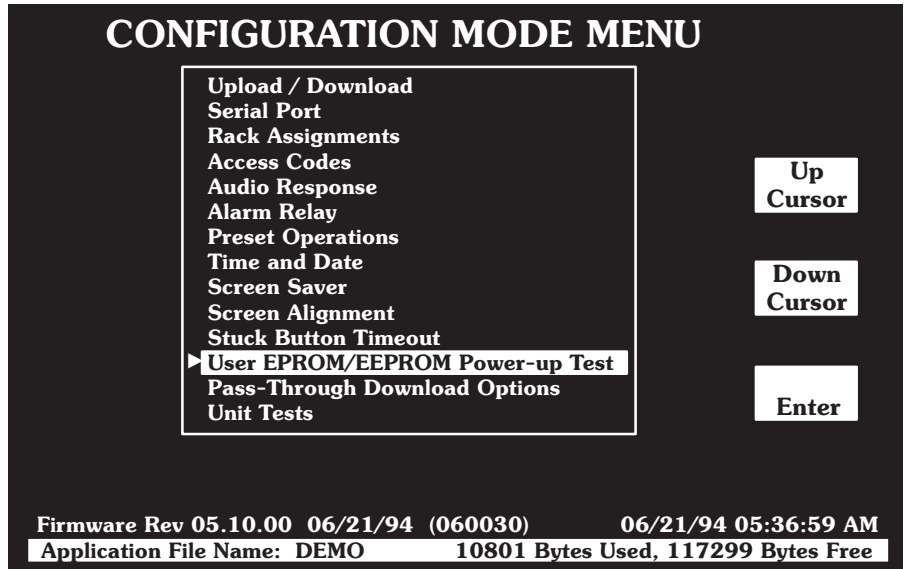 CONFIGURATION MODE MENU
Upload / Download
Serial Port
Rack Assignments
Access Codes
Audio Response
Alarm Relay
Preset Operations
Time and Date
Screen Saver
Screen Alignment
Stuck Button Timeout
User EPROM/EEPROM Power-up Test
Pass-Through Download Options
Unit Tests
Up
Cursor
Down
Cursor
Enter
Firmware Rev 05.10.00 06/21/94 (060030) 06/21/94 05:36:59 AM
Application File Name: DEMO 10801 Bytes Used, 117299 Bytes Free